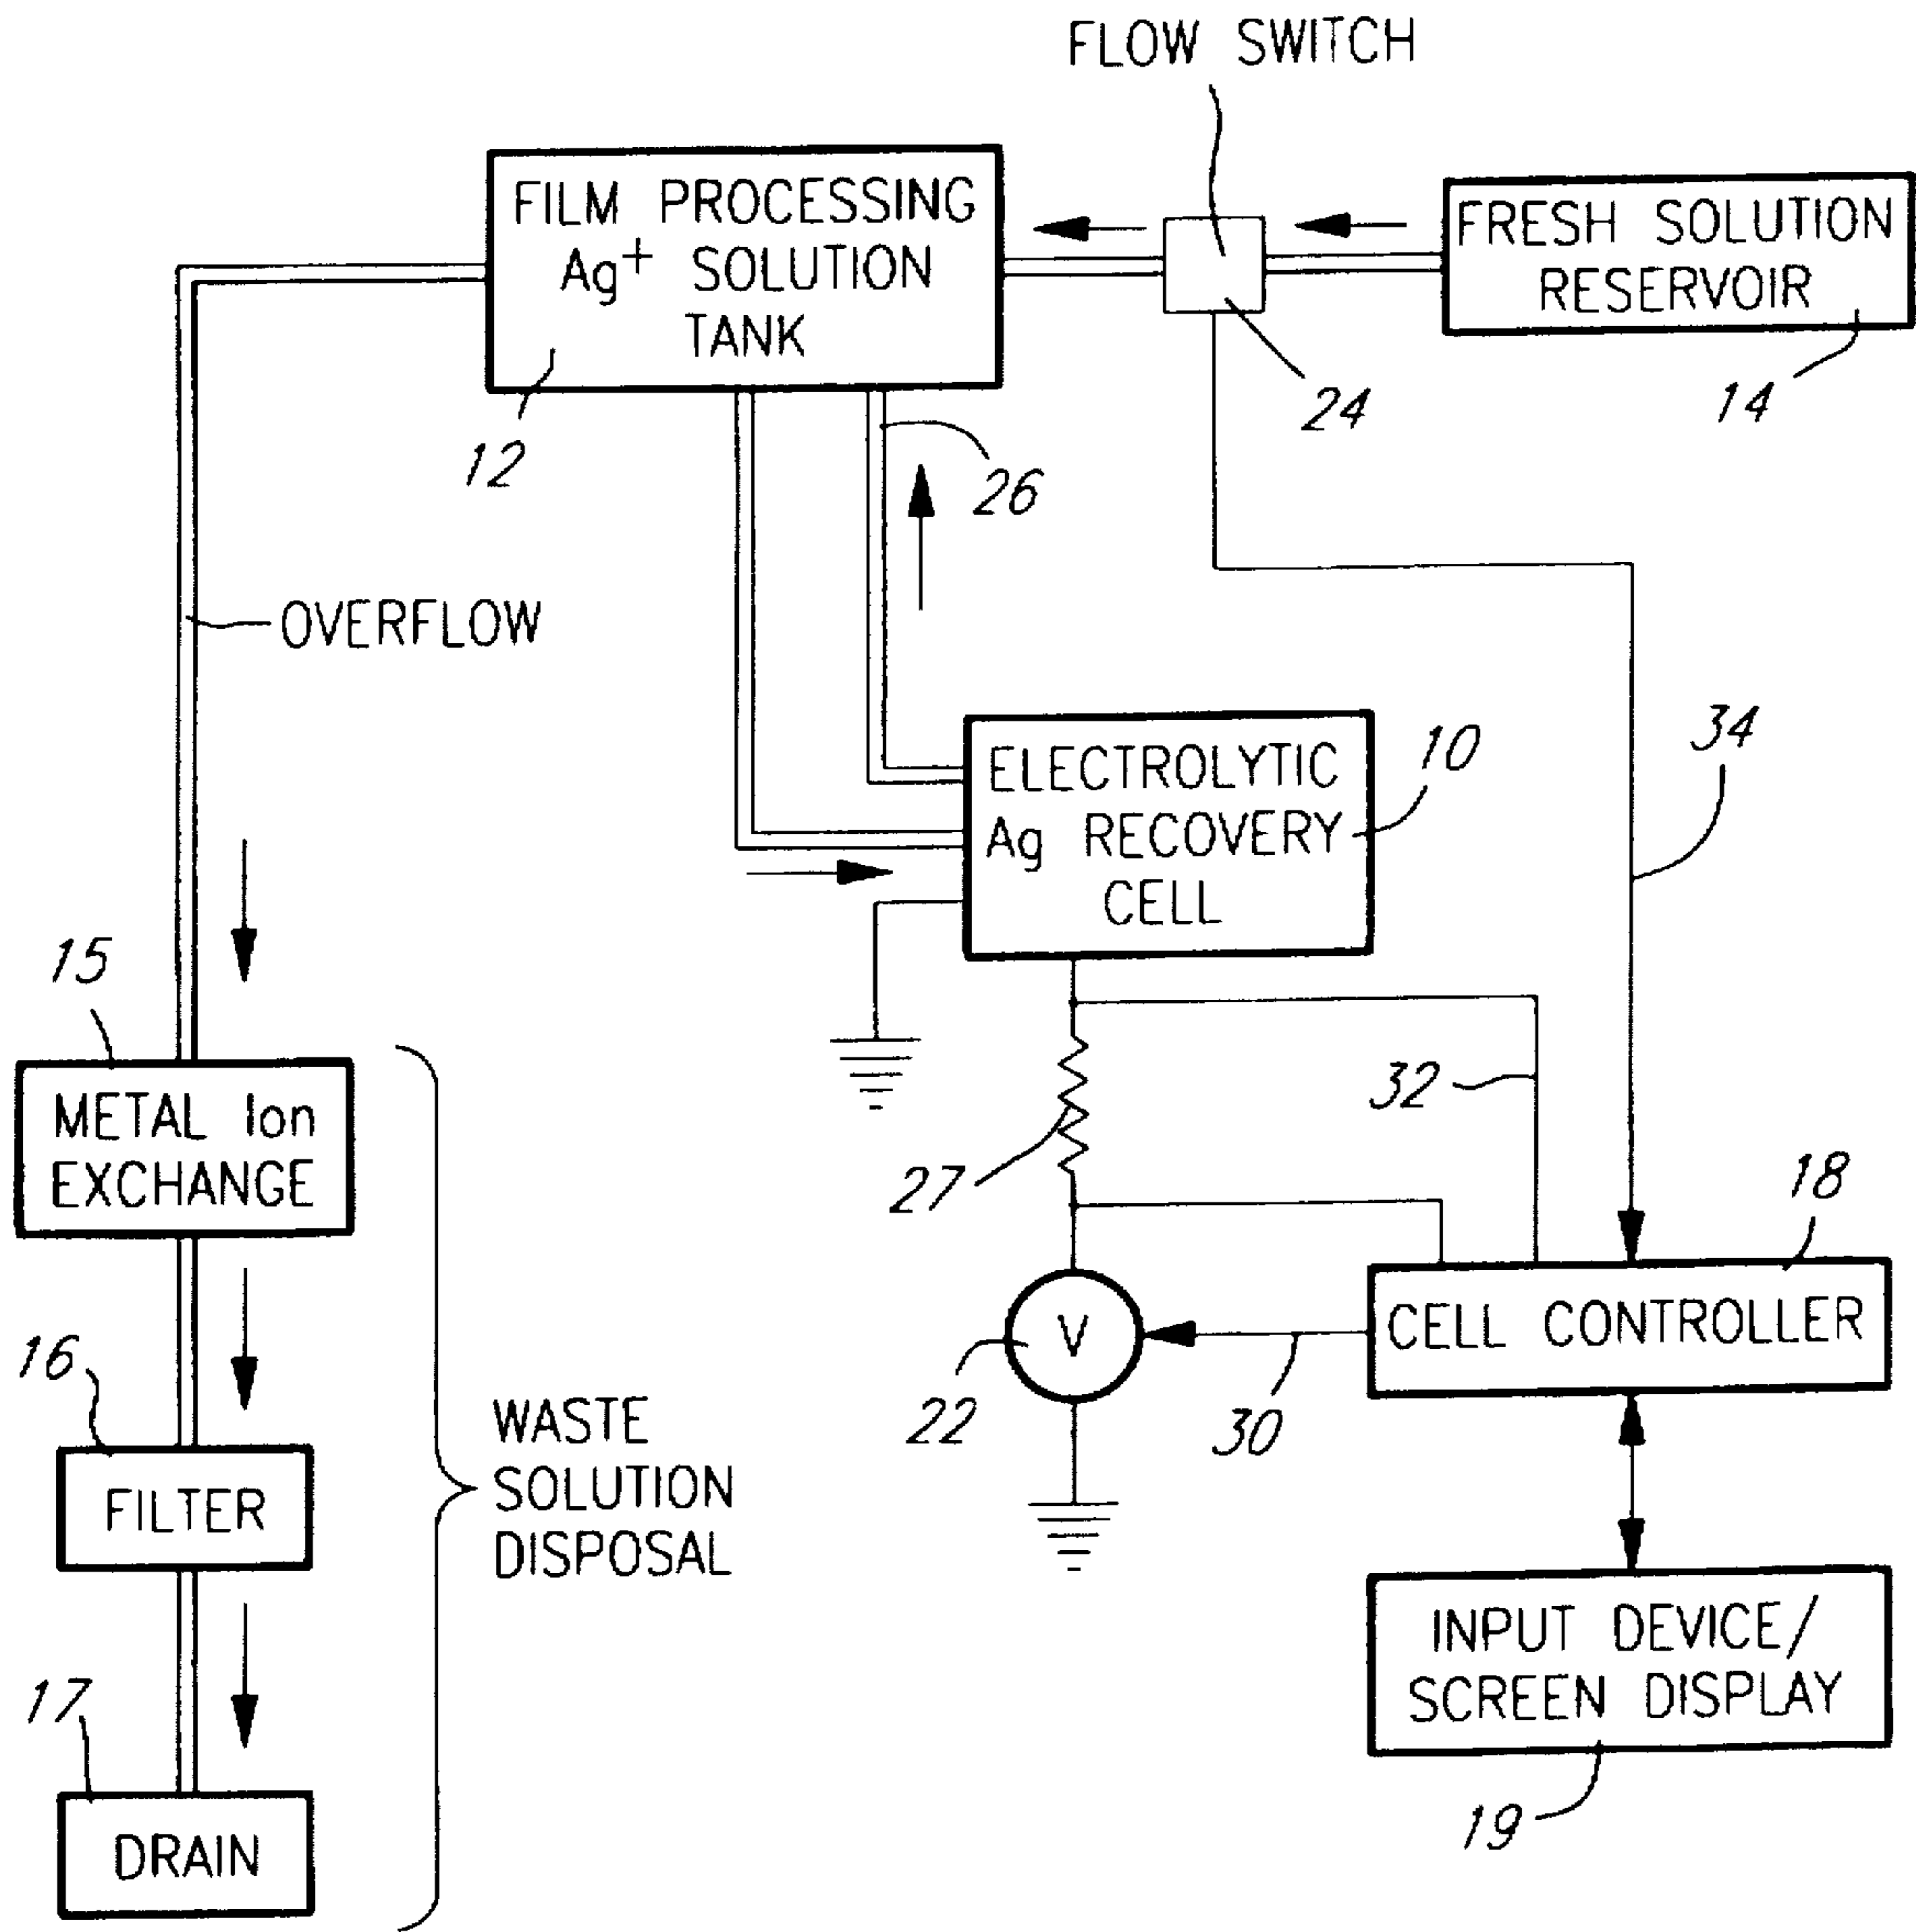 FLOW SWITCH
FILM PROCESSING
Ag+ SOLUTION
TANK
12
FRESH SOLUTION
RESERVOIR
14
24
26
OVERFLOW
34
ELECTROLYTIC
Ag RECOVERY
CELL
10
15
METAL Ion
EXCHANGE
32
27
18
CELL CONTROLLER
V
22
30
16
FILTER
WASTE
SOLUTION
DISPOSAL
INPUT DEVICE/
SCREEN DISPLAY
19
17
DRAIN